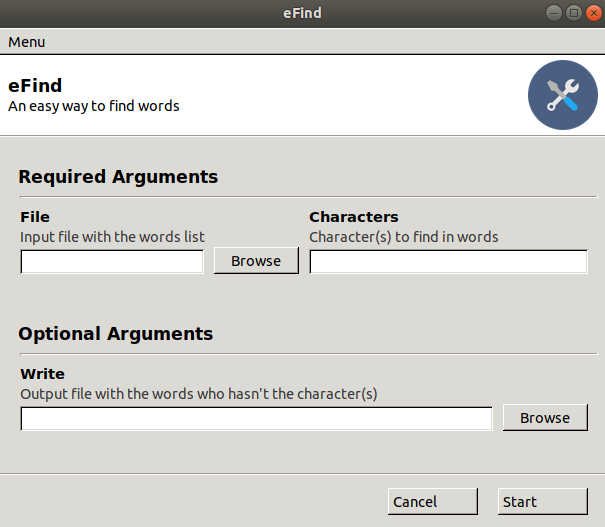 eFind
Menu
eFind
An easy way to find words
Required Arguments
File
Input file with the words list
Browse
Characters
Character(s) to find in words
Optional Arguments
Write
Output file with the words who hasn't the character(s)
Browse
Cancel
Start